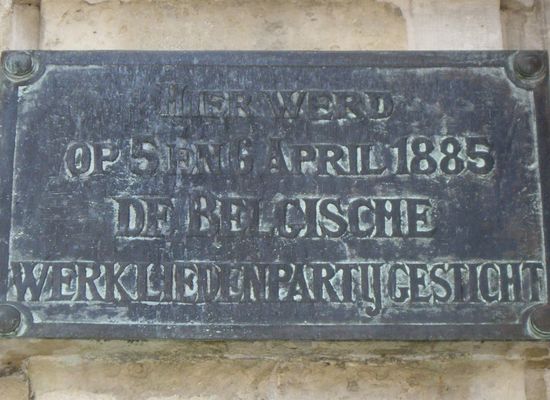 HIER WERD
OP 5 EN 6 APRIL 1885
DE BELGISCHE
WERKLIEDENPARTIJ GESTICHT